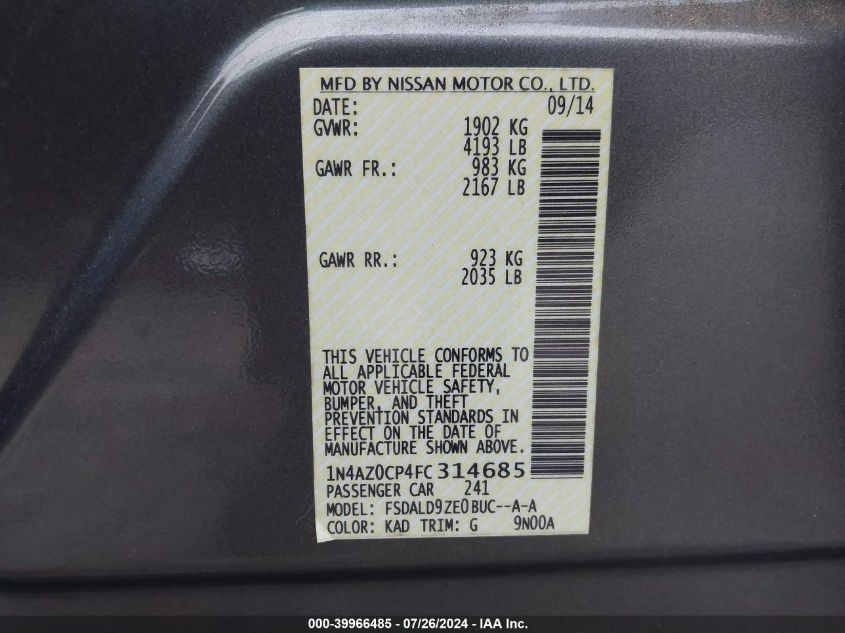 MFD BY NISSAN MOTOR CO., LTD.
DATE: 09/14
GVWR: 1902 KG
4193 LB
GAWR FR.: 983 KG
2167 LB
GAWR RR.: 923 KG
2035 LB
THIS VEHICLE CONFORMS TO
ALL APPLICABLE FEDERAL
MOTOR VEHICLE SAFETY,
BUMPER, AND THEFT
PREVENTION STANDARDS IN
EFFECT ON THE DATE OF
MANUFACTURE SHOWN ABOVE.
1N4AZ0CP4FC314685
PASSENGER CAR 241
MODEL: FSDALD9ZE0BUC--A-A
COLOR: KAD TRIM: G 9N00A
000-39966485 - 07/26/2024 - IAA Inc.